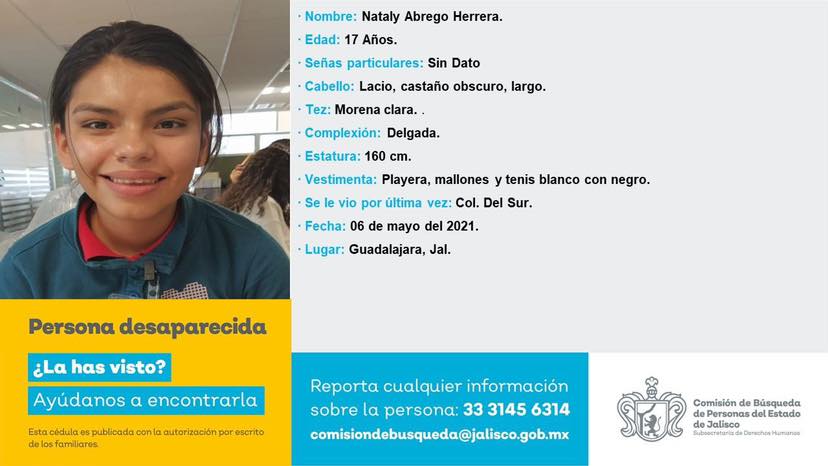 · Nombre: Nataly Abrego Herrera.
· Edad: 17 Años.
· Señas particulares: Sin Dato
· Cabello: Lacio, castaño obscuro, largo.
· Tez: Morena clara. .
· Complexión: Delgada.
· Estatura: 160 cm.
· Vestimenta: Playera, mallones y tenis blanco con negro.
· Se le vio por última vez: Col. Del Sur.
· Fecha: 06 de mayo del 2021.
· Lugar: Guadalajara, Jal.
Persona desaparecida
¿La has visto?
Ayúdanos a encontrarla
Esta cédula es publicada con la autorización por escrito
de los familiares.
Reporta cualquier información
sobre la persona: 33 3145 6314
comisiondebusqueda@jalisco.gob.mx
Comisión de Búsqueda
de Personas del Estado
de Jalisco
Subsecretaría de Derechos Humanos